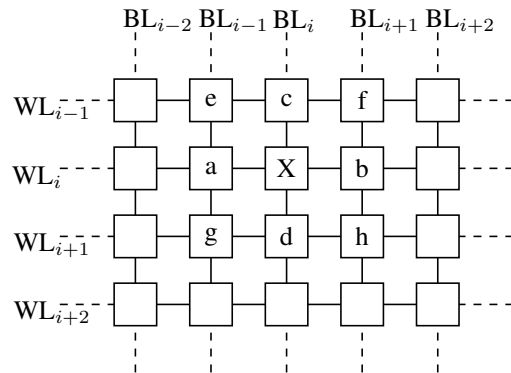 BL_{i-2} BL_{i-1} BL_i BL_{i+1} BL_{i+2}
WL_{i-1} e c f
WL_i a X b
WL_{i+1} g d h
WL_{i+2}